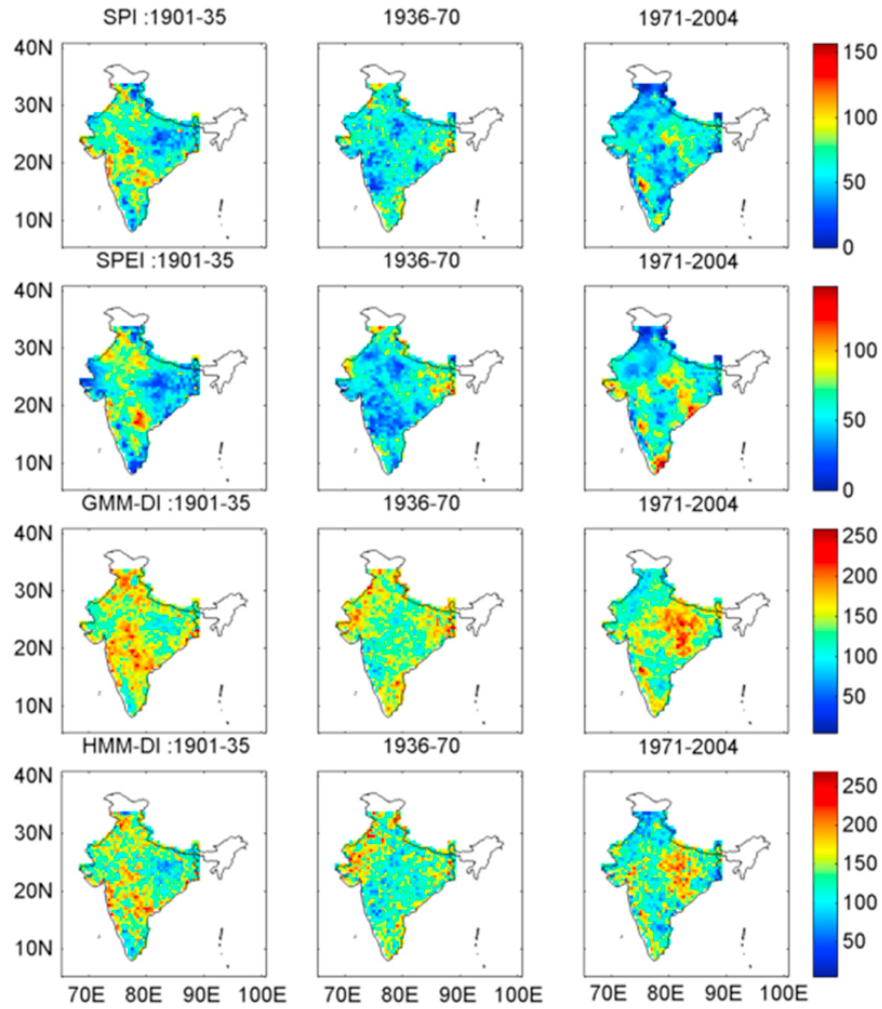 SPI :1901-35 1936-70 1971-2004
40N 150
30N 100
20N 50
10N 0
SPEI :1901-35 1936-70 1971-2004
40N
30N 100
20N 50
10N 0
GMM-DI :1901-35 1936-70 1971-2004
40N 250
30N 200
20N 150
10N 100
50
HMM-DI :1901-35 1936-70 1971-2004
40N 250
30N 200
20N 150
10N 100
50
70E 80E 90E 100E 70E 80E 90E 100E 70E 80E 90E 100E